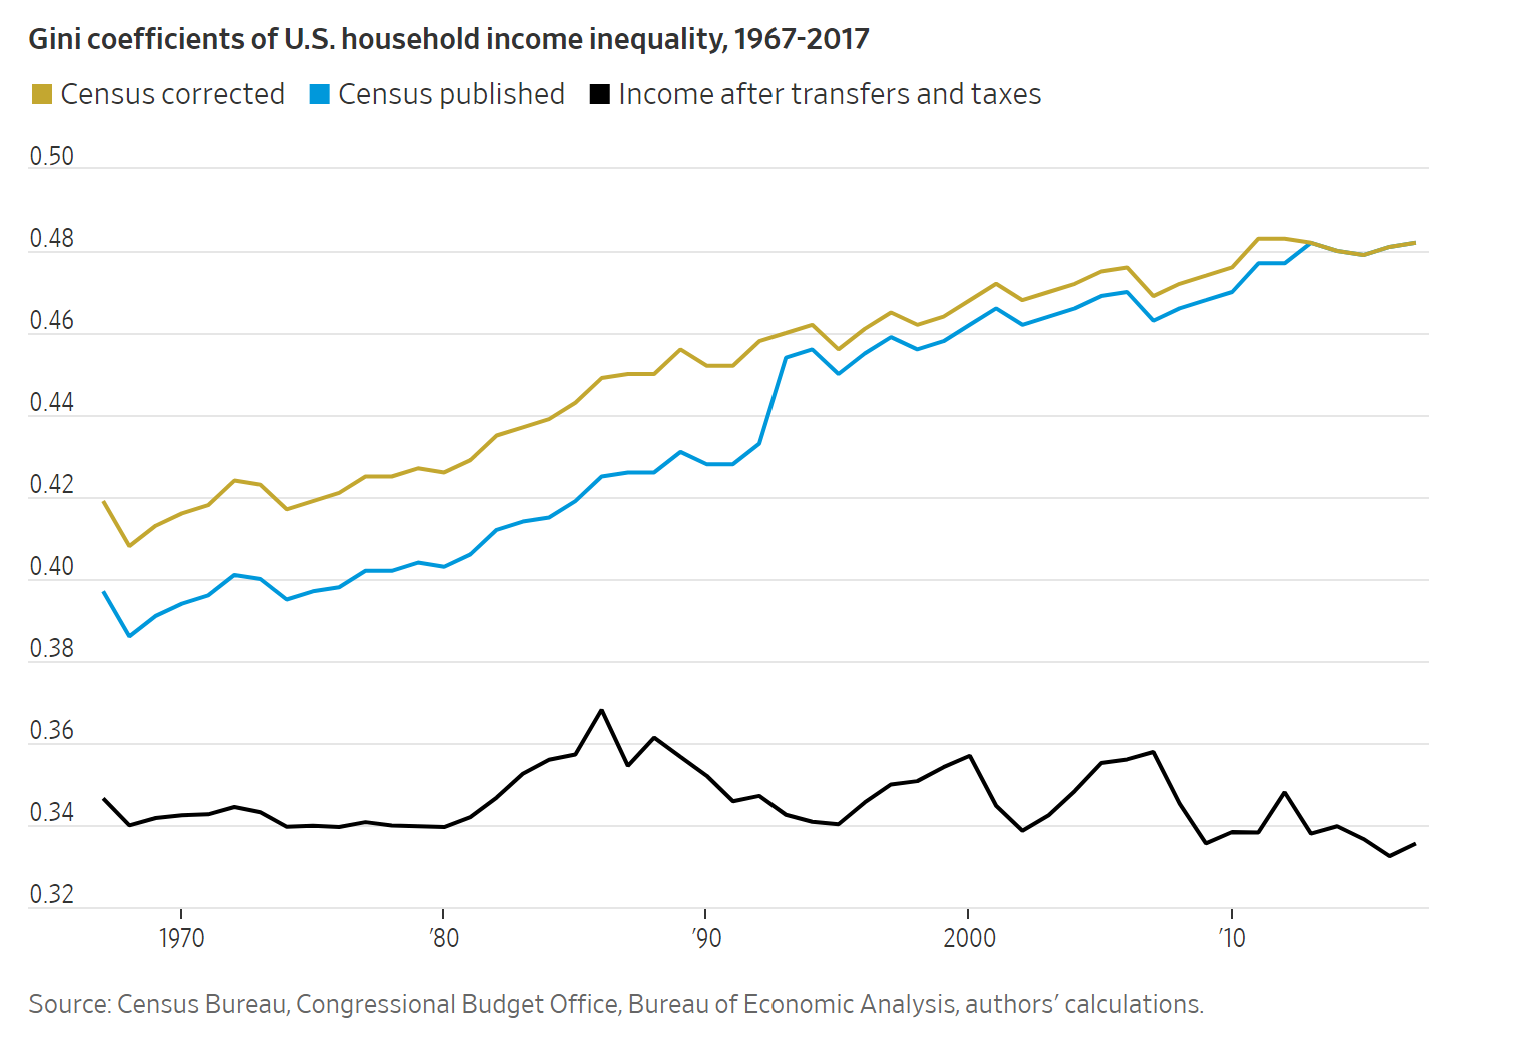 Gini coefficients of U.S. household income inequality, 1967-2017
Census corrected Census published Income after transfers and taxes
0.50
0.48
0.46
0.44
0.42
0.40
0.38
0.36
0.34
0.32
1970 ’80 ’90 2000 ’10
Source: Census Bureau, Congressional Budget Office, Bureau of Economic Analysis, authors’ calculations.